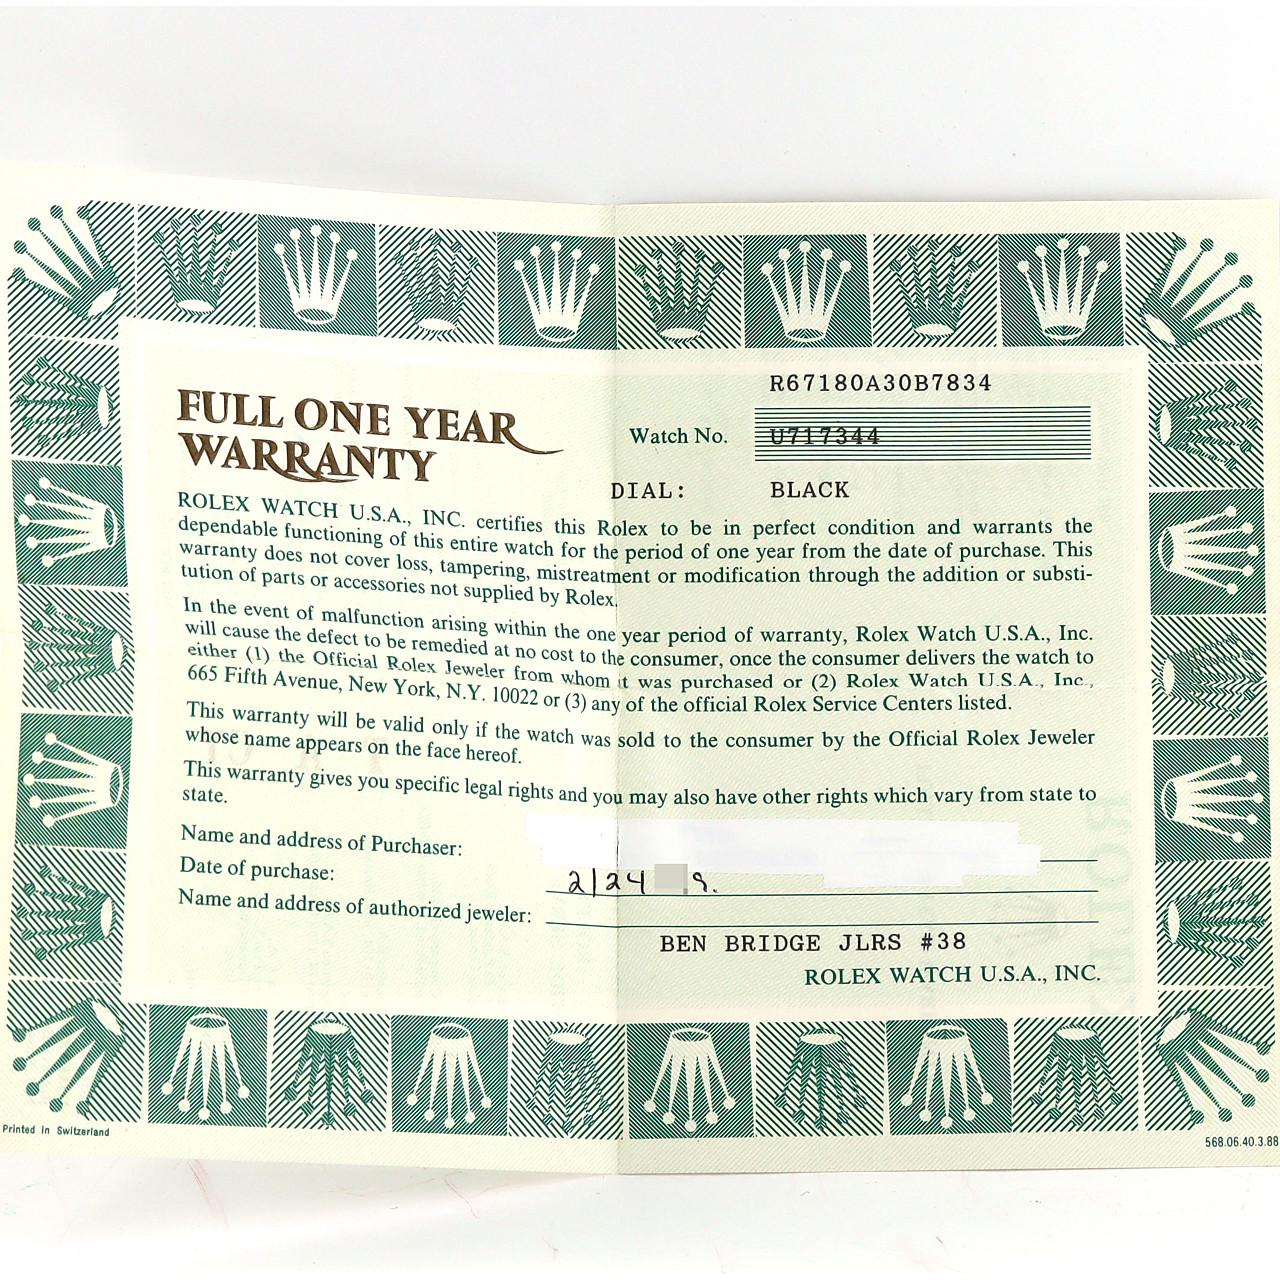 R67180A30B7834
FULL ONE YEAR
WARRANTY
Watch No. U717344
DIAL: BLACK
ROLEX WATCH U.S.A., INC. certifies this Rolex to be in perfect condition and warrants the
dependable functioning of this entire watch for the period of one year from the date of purchase. This
warranty does not cover loss, tampering, mistreatment or modification through the addition or substi-
tution of parts or accessories not supplied by Rolex.
In the event of malfunction arising within the one year period of warranty, Rolex Watch U.S.A., Inc.
will cause the defect to be remedied at no cost to the consumer, once the consumer delivers the watch to
either (1) the Official Rolex Jeweler from whom it was purchased or (2) Rolex Watch U.S.A., Inc.,
665 Fifth Avenue, New York, N.Y. 10022 or (3) any of the official Rolex Service Centers listed.
This warranty will be valid only if the watch was sold to the consumer by the Official Rolex Jeweler
whose name appears on the face hereof.
This warranty gives you specific legal rights and you may also have other rights which vary from state to
state.
Name and address of Purchaser:
Date of purchase: 2/24
Name and address of authorized jeweler:
BEN BRIDGE JLRS #38
ROLEX WATCH U.S.A., INC.
Printed in Switzerland
568.06.40.3.88